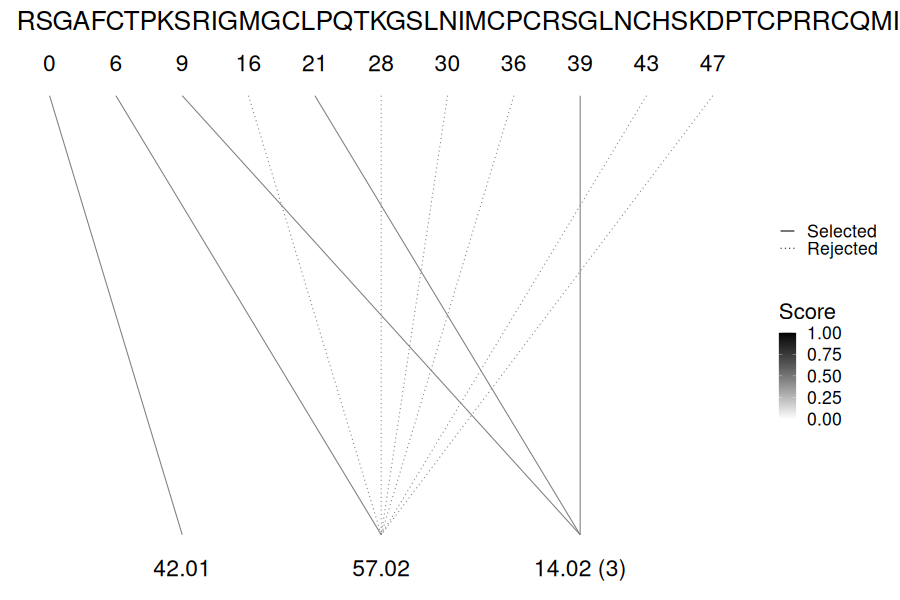 RSGAFCTPKSRIGMGCLPQTKGSLNIMCPCRSGLNCHSKDPTCPRRCQMI
0 6 9 16 21 28 30 36 39 43 47
Selected
Rejected
Score
1.00
0.75
0.50
0.25
0.00
42.01 57.02 14.02 (3)